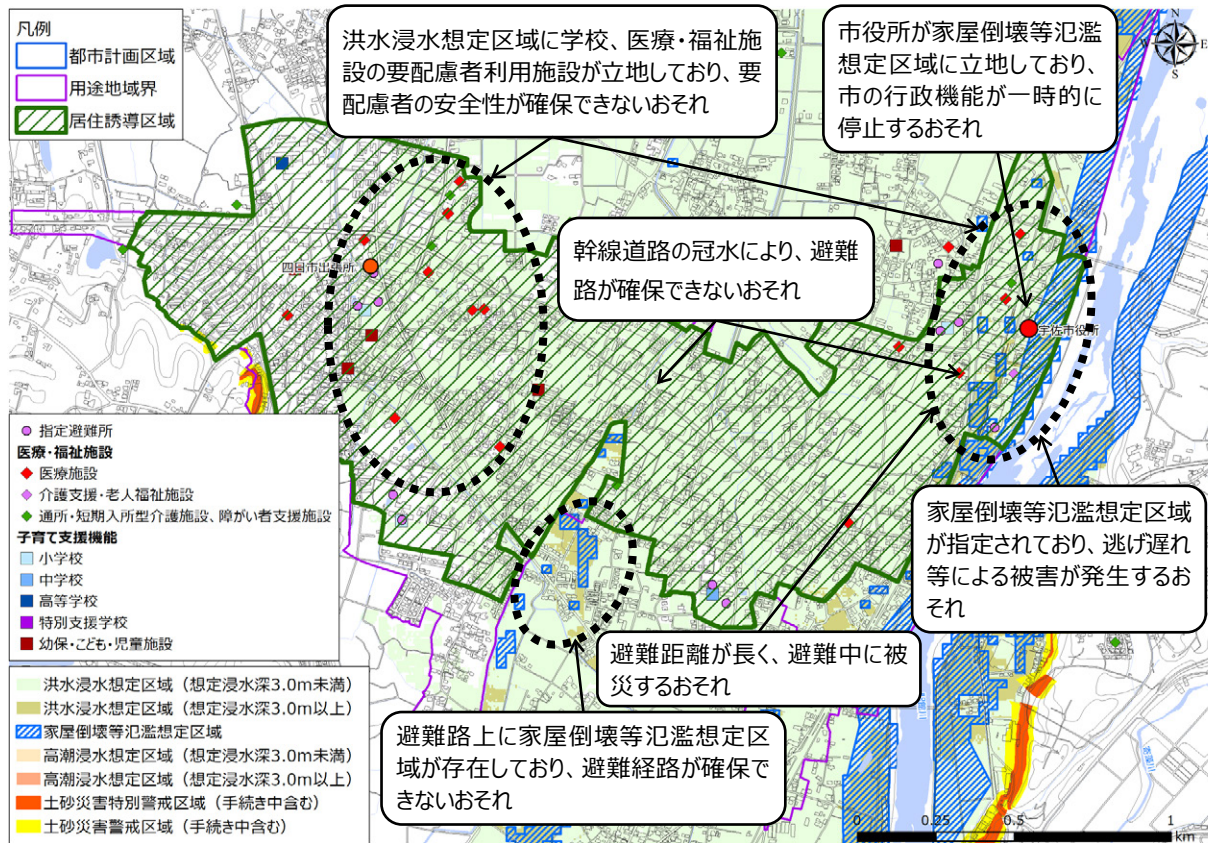 凡例
都市計画区域
用途地域界
居住誘導区域
洪水浸水想定区域に学校、医療・福祉施
設の要配慮者利用施設が立地しており、要
配慮者の安全性が確保できないおそれ
市役所が家屋倒壊等氾濫
想定区域に立地しており、
市の行政機能が一時的に
停止するおそれ
N
E
S
幹線道路の冠水により、避難
路が確保できないおそれ
四日市出張所
宇佐市役所
指定避難所
医療・福祉施設
医療施設
介護支援・老人福祉施設
通所・短期入所型介護施設、障がい者支援施設
子育て支援機能
小学校
中学校
高等学校
特別支援学校
幼保・こども・児童施設
家屋倒壊等氾濫想定区域
が指定されており、逃げ遅れ
等による被害が発生するお
それ
避難距離が長く、避難中に被
災するおそれ
避難路上に家屋倒壊等氾濫想定区
域が存在しており、避難経路が確保で
きないおそれ
洪水浸水想定区域（想定浸水深3.0m未満）
洪水浸水想定区域（想定浸水深3.0m以上）
家屋倒壊等氾濫想定区域
高潮浸水想定区域（想定浸水深3.0m未満）
高潮浸水想定区域（想定浸水深3.0m以上）
土砂災害特別警戒区域（手続き中含む）
土砂災害警戒区域（手続き中含む）
0 0.25 0.5 1
km